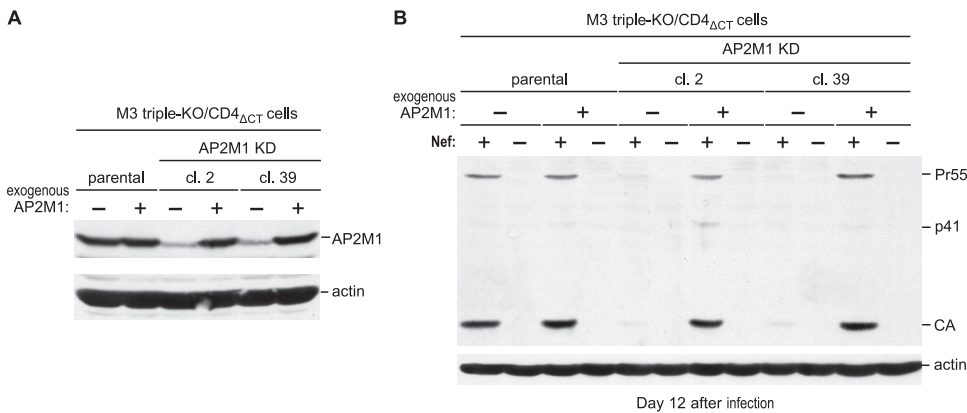 A
M3 triple-KO/CD4ΔCT cells
AP2M1 KD
parental cl. 2 cl. 39
exogenous
AP2M1: – + – + – +
AP2M1
actin
B
M3 triple-KO/CD4ΔCT cells
AP2M1 KD
parental cl. 2 cl. 39
exogenous
AP2M1: – + – + – +
Nef: + – + – + – + – + – + –
Pr55
p41
CA
actin
Day 12 after infection